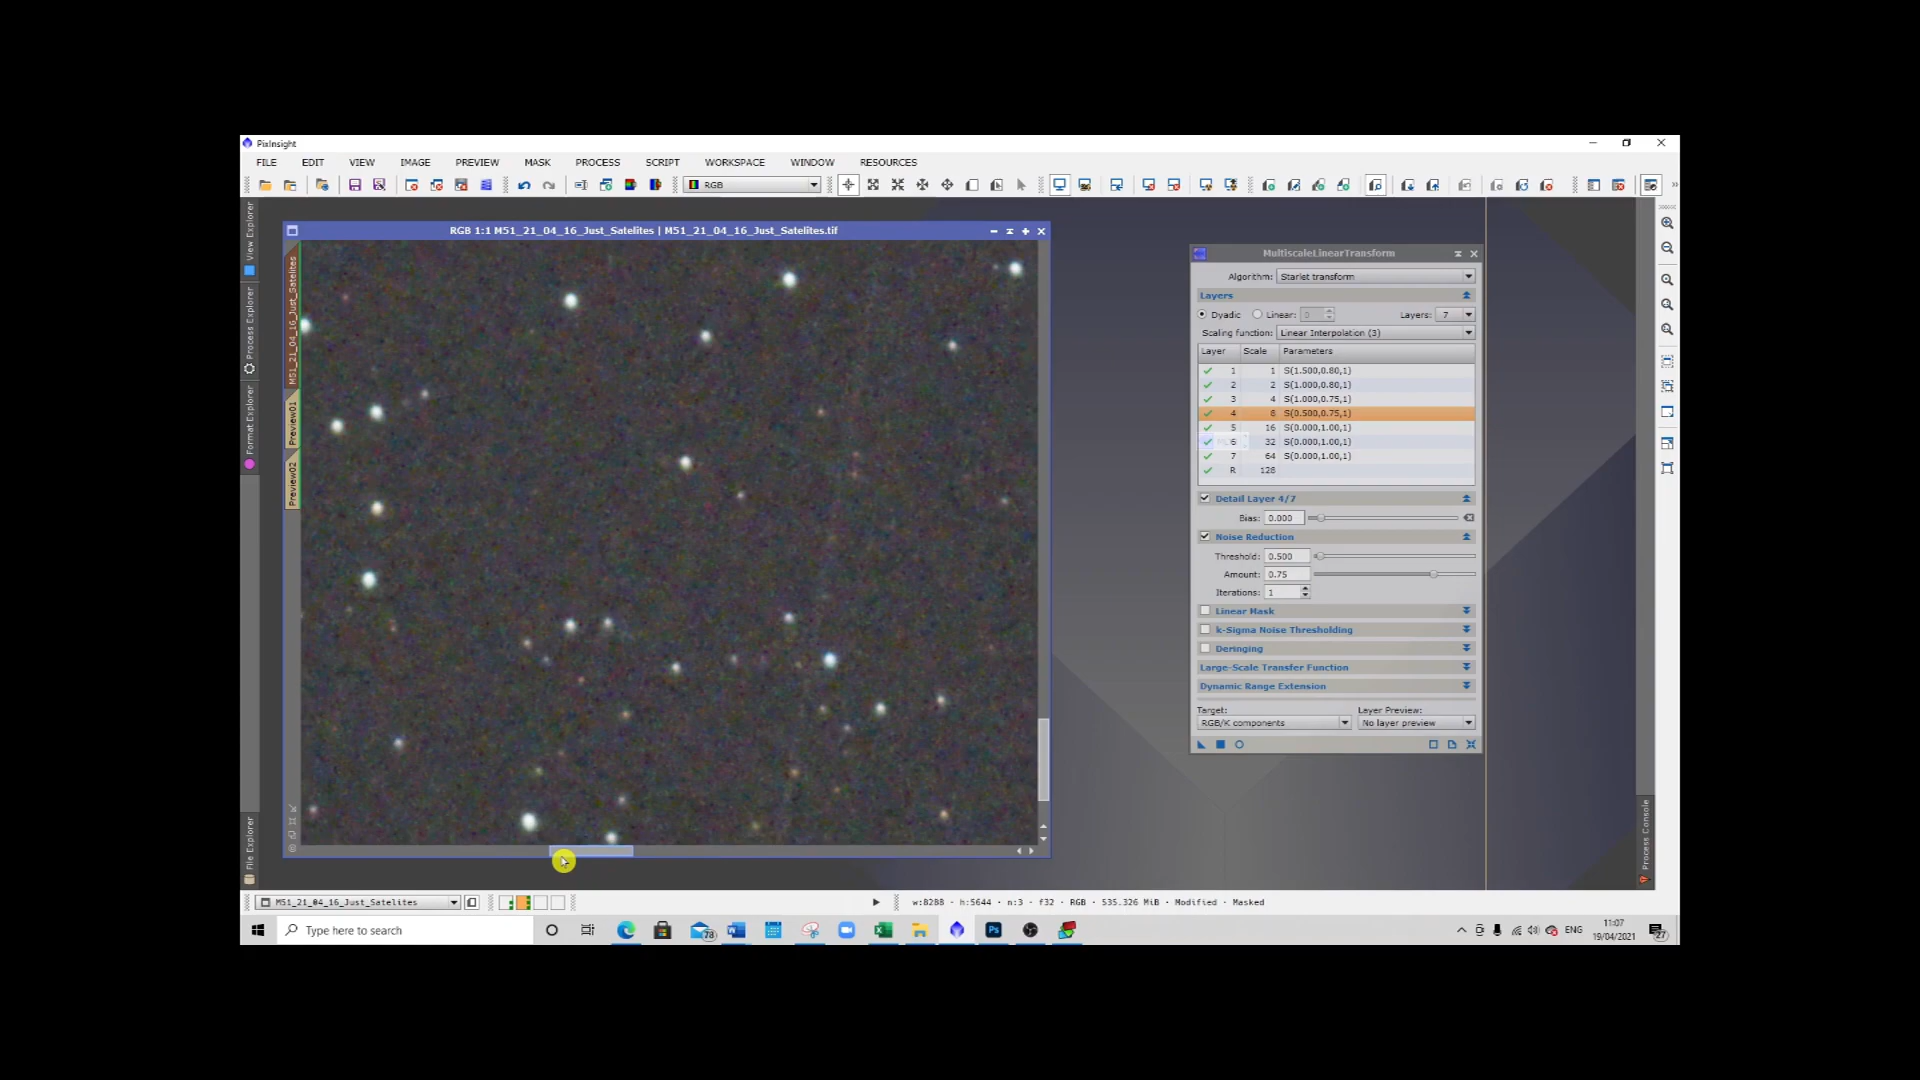 PixInsight
FILE EDIT VIEW IMAGE PREVIEW MASK PROCESS SCRIPT WORKSPACE WINDOW RESOURCES
RGB
View Explorer
Process Explorer
Format Explorer
File Explorer
RGB 1:1 M51_21_04_16_Just_Satelites | M51_21_04_16_Just_Satelites.tif
M51_21_04_16_Just_Satelites
Preview01
Preview02
MultiscaleLinearTransform
Algorithm: Starlet transform
Layers
Dyadic Linear: 0 Layers: 7
Scaling function: Linear Interpolation (3)
Layer Scale Parameters
1 1 S(1.500,0.80,1)
2 2 S(1.000,0.80,1)
3 4 S(1.000,0.75,1)
4 8 S(0.500,0.75,1)
5 16 S(0.000,1.00,1)
6 32 S(0.000,1.00,1)
7 64 S(0.000,1.00,1)
R 128
Detail Layer 4/7
Bias: 0.000
Noise Reduction
Threshold: 0.500
Amount: 0.75
Iterations: 1
Linear Mask
k-Sigma Noise Thresholding
Deringing
Large-Scale Transfer Function
Dynamic Range Extension
Target: Layer Preview:
RGB/K components No layer preview
Process Console
M51_21_04_16_Just_Satelites
w:8288 · h:5644 · n:3 · f32 · RGB · 535.326 MiB · Modified · Masked
Type here to search
78
Ps
ENG
11:07
19/04/2021
27